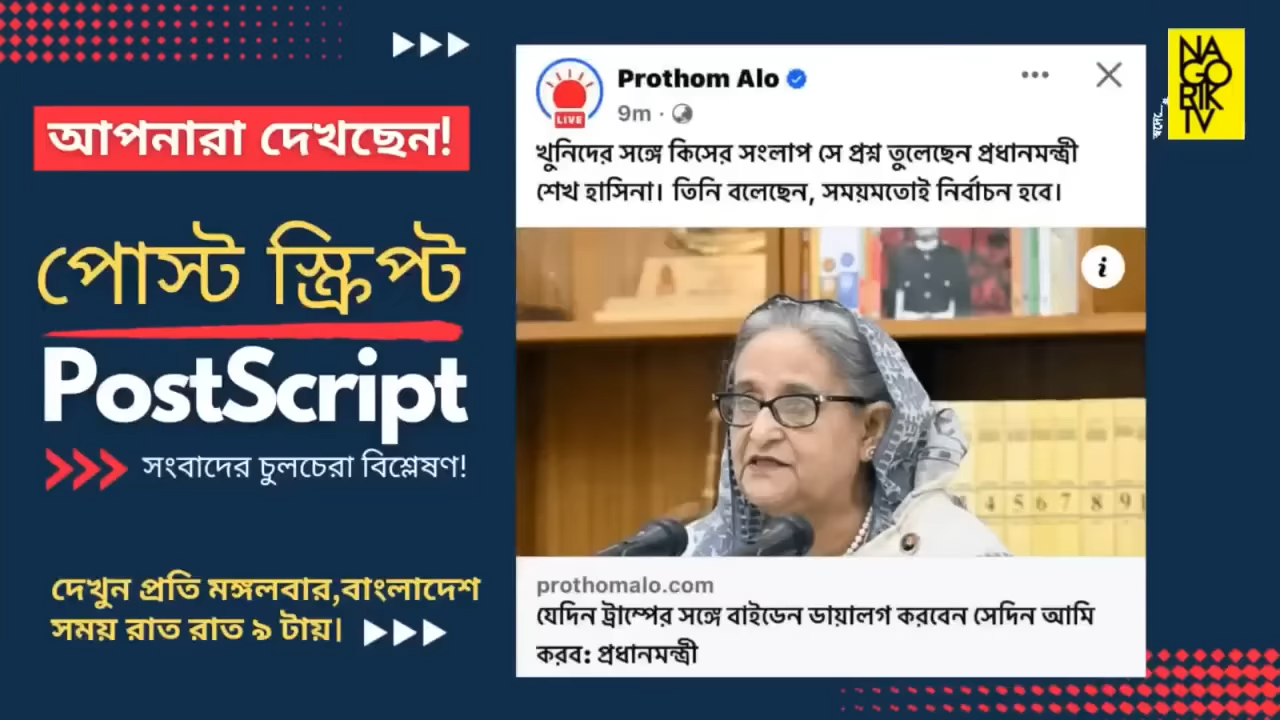 আপনারা দেখছেন!
পোস্ট স্ক্রিপ্ট
PostScript
সংবাদের চুলচেরা বিশ্লেষণ!
দেখুন প্রতি মঙ্গলবার,বাংলাদেশ
সময় রাত রাত ৯ টায়।
Prothom Alo
LIVE
9m ·
খুনিদের সঙ্গে কিসের সংলাপ সে প্রশ্ন তুলেছেন প্রধানমন্ত্রী
শেখ হাসিনা। তিনি বলেছেন, সময়মতোই নির্বাচন হবে।
i
4 5 6 7 8 9
prothomalo.com
যেদিন ট্রাম্পের সঙ্গে বাইডেন ডায়ালগ করবেন সেদিন আমি
করব: প্রধানমন্ত্রী
NA
GO
RIK
TV